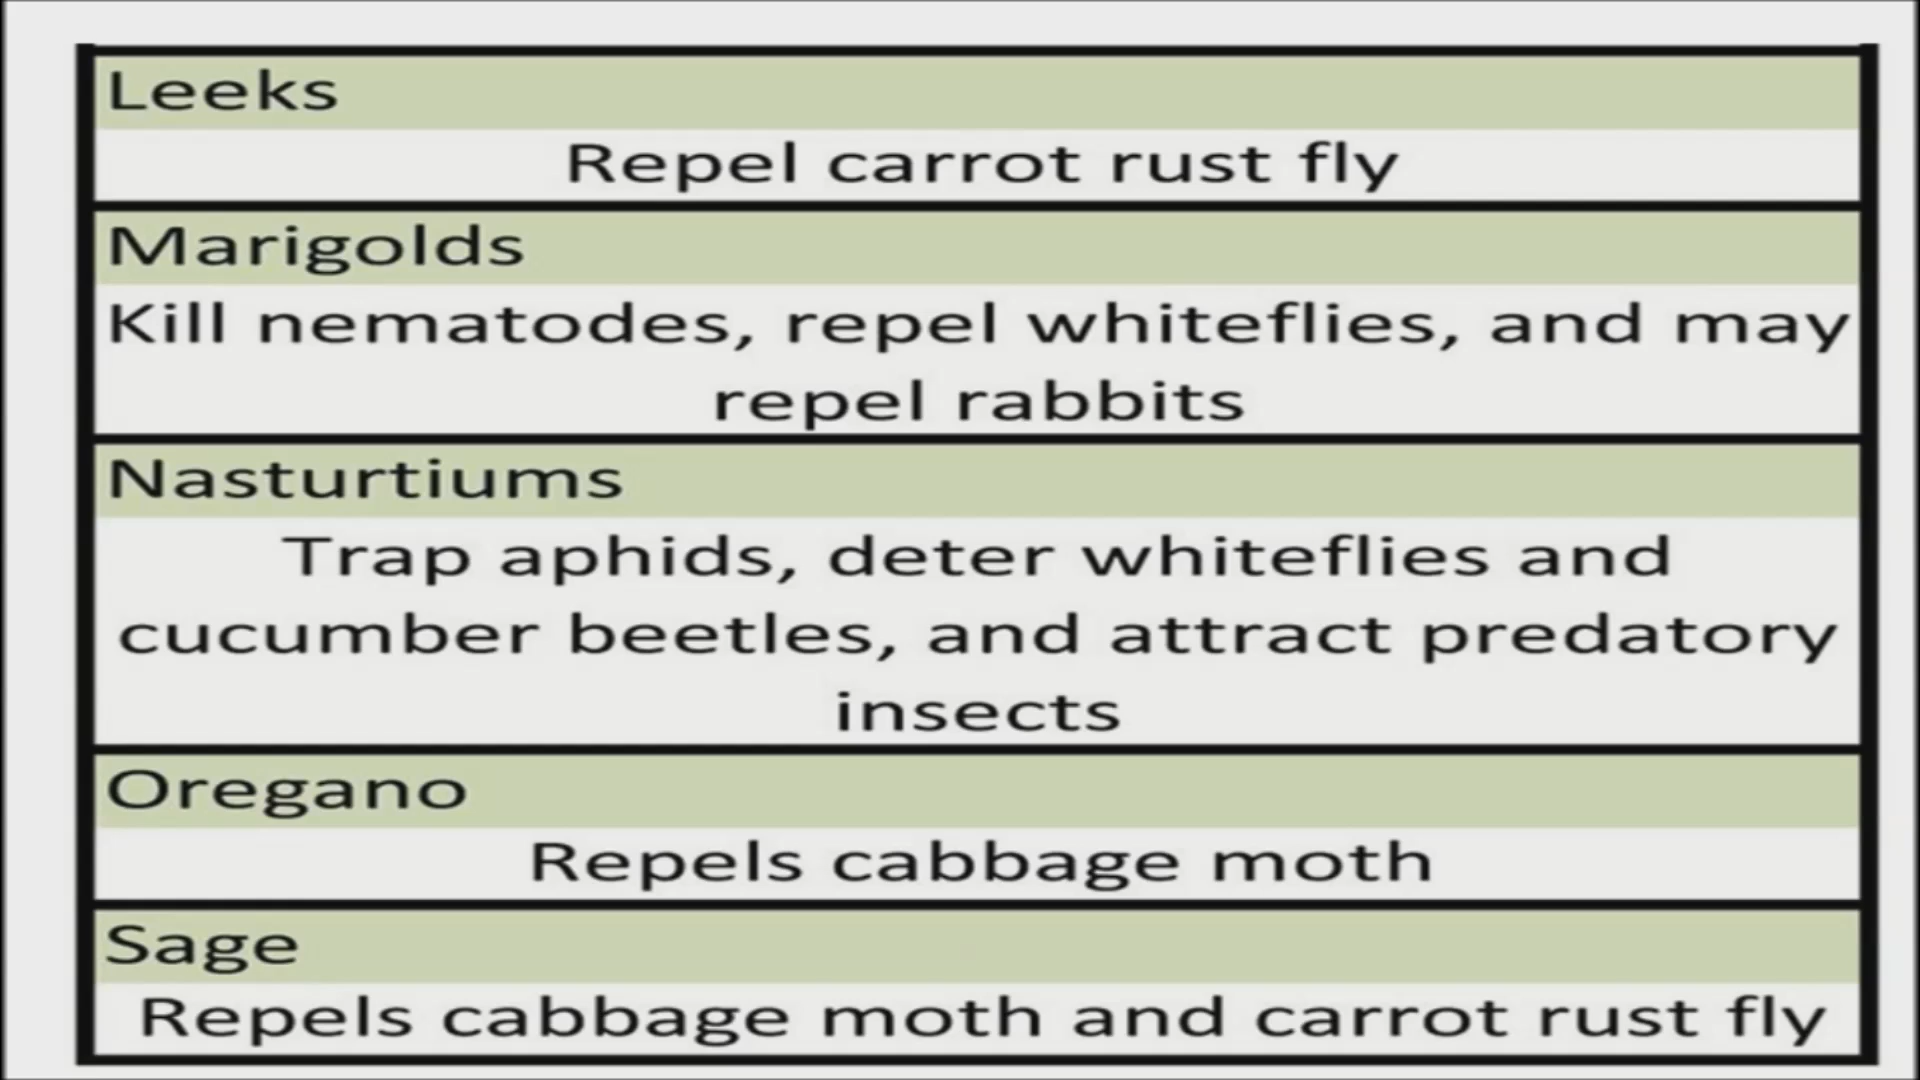 Leeks
Repel carrot rust fly
Marigolds
Kill nematodes, repel whiteflies, and may
repel rabbits
Nasturtiums
Trap aphids, deter whiteflies and
cucumber beetles, and attract predatory
insects
Oregano
Repels cabbage moth
Sage
Repels cabbage moth and carrot rust fly